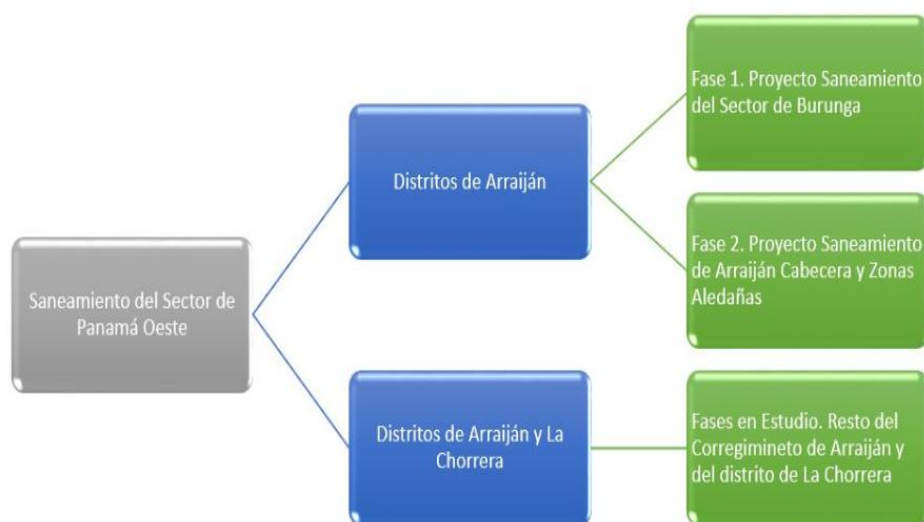 Saneamiento del Sector de
Panamá Oeste
Distritos de Arraiján
Distritos de Arraiján y La
Chorrera
Fase 1. Proyecto Saneamiento
del Sector de Burunga
Fase 2. Proyecto Saneamiento
de Arraiján Cabecera y Zonas
Aledañas
Fases en Estudio. Resto del
Corregimineto de Arraiján y
del distrito de La Chorrera